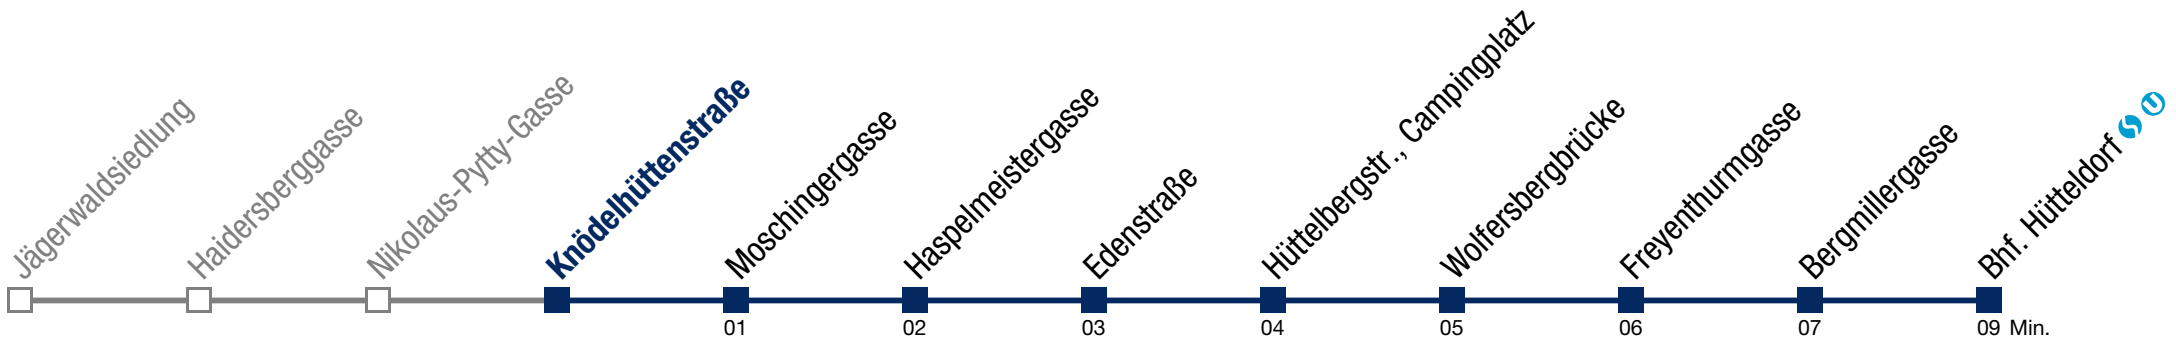 Jägerwaldsiedlung
Haidersberggasse
Nikolaus-Pytty-Gasse
Knödelhüttenstraße
Moschingergasse
Haspelmeistergasse
Edenstraße
Hüttelbergstr., Campingplatz
Wolfersbergbrücke
Freyenthurmgasse
Bergmillergasse
Bhf. Hütteldorf S U
01 02 03 04 05 06 07 09 Min.